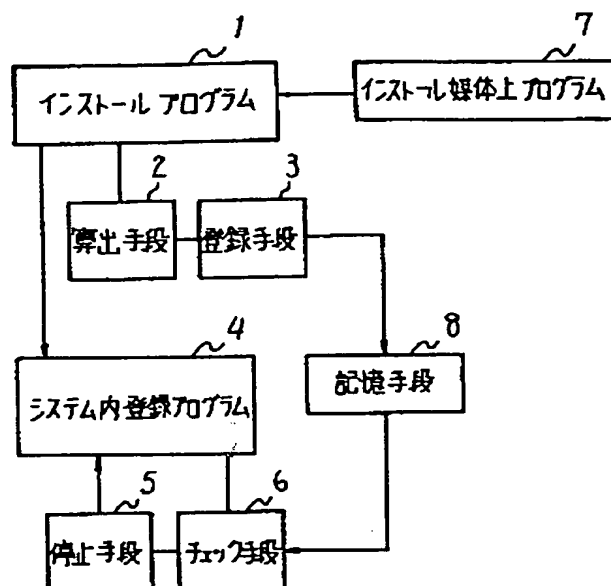 1
7
インストール プログラム
インストール媒体上プログラム
2
3
算出手段
登録手段
4
8
システム内登録プログラム
記憶手段
5
6
停止手段
チェック手段